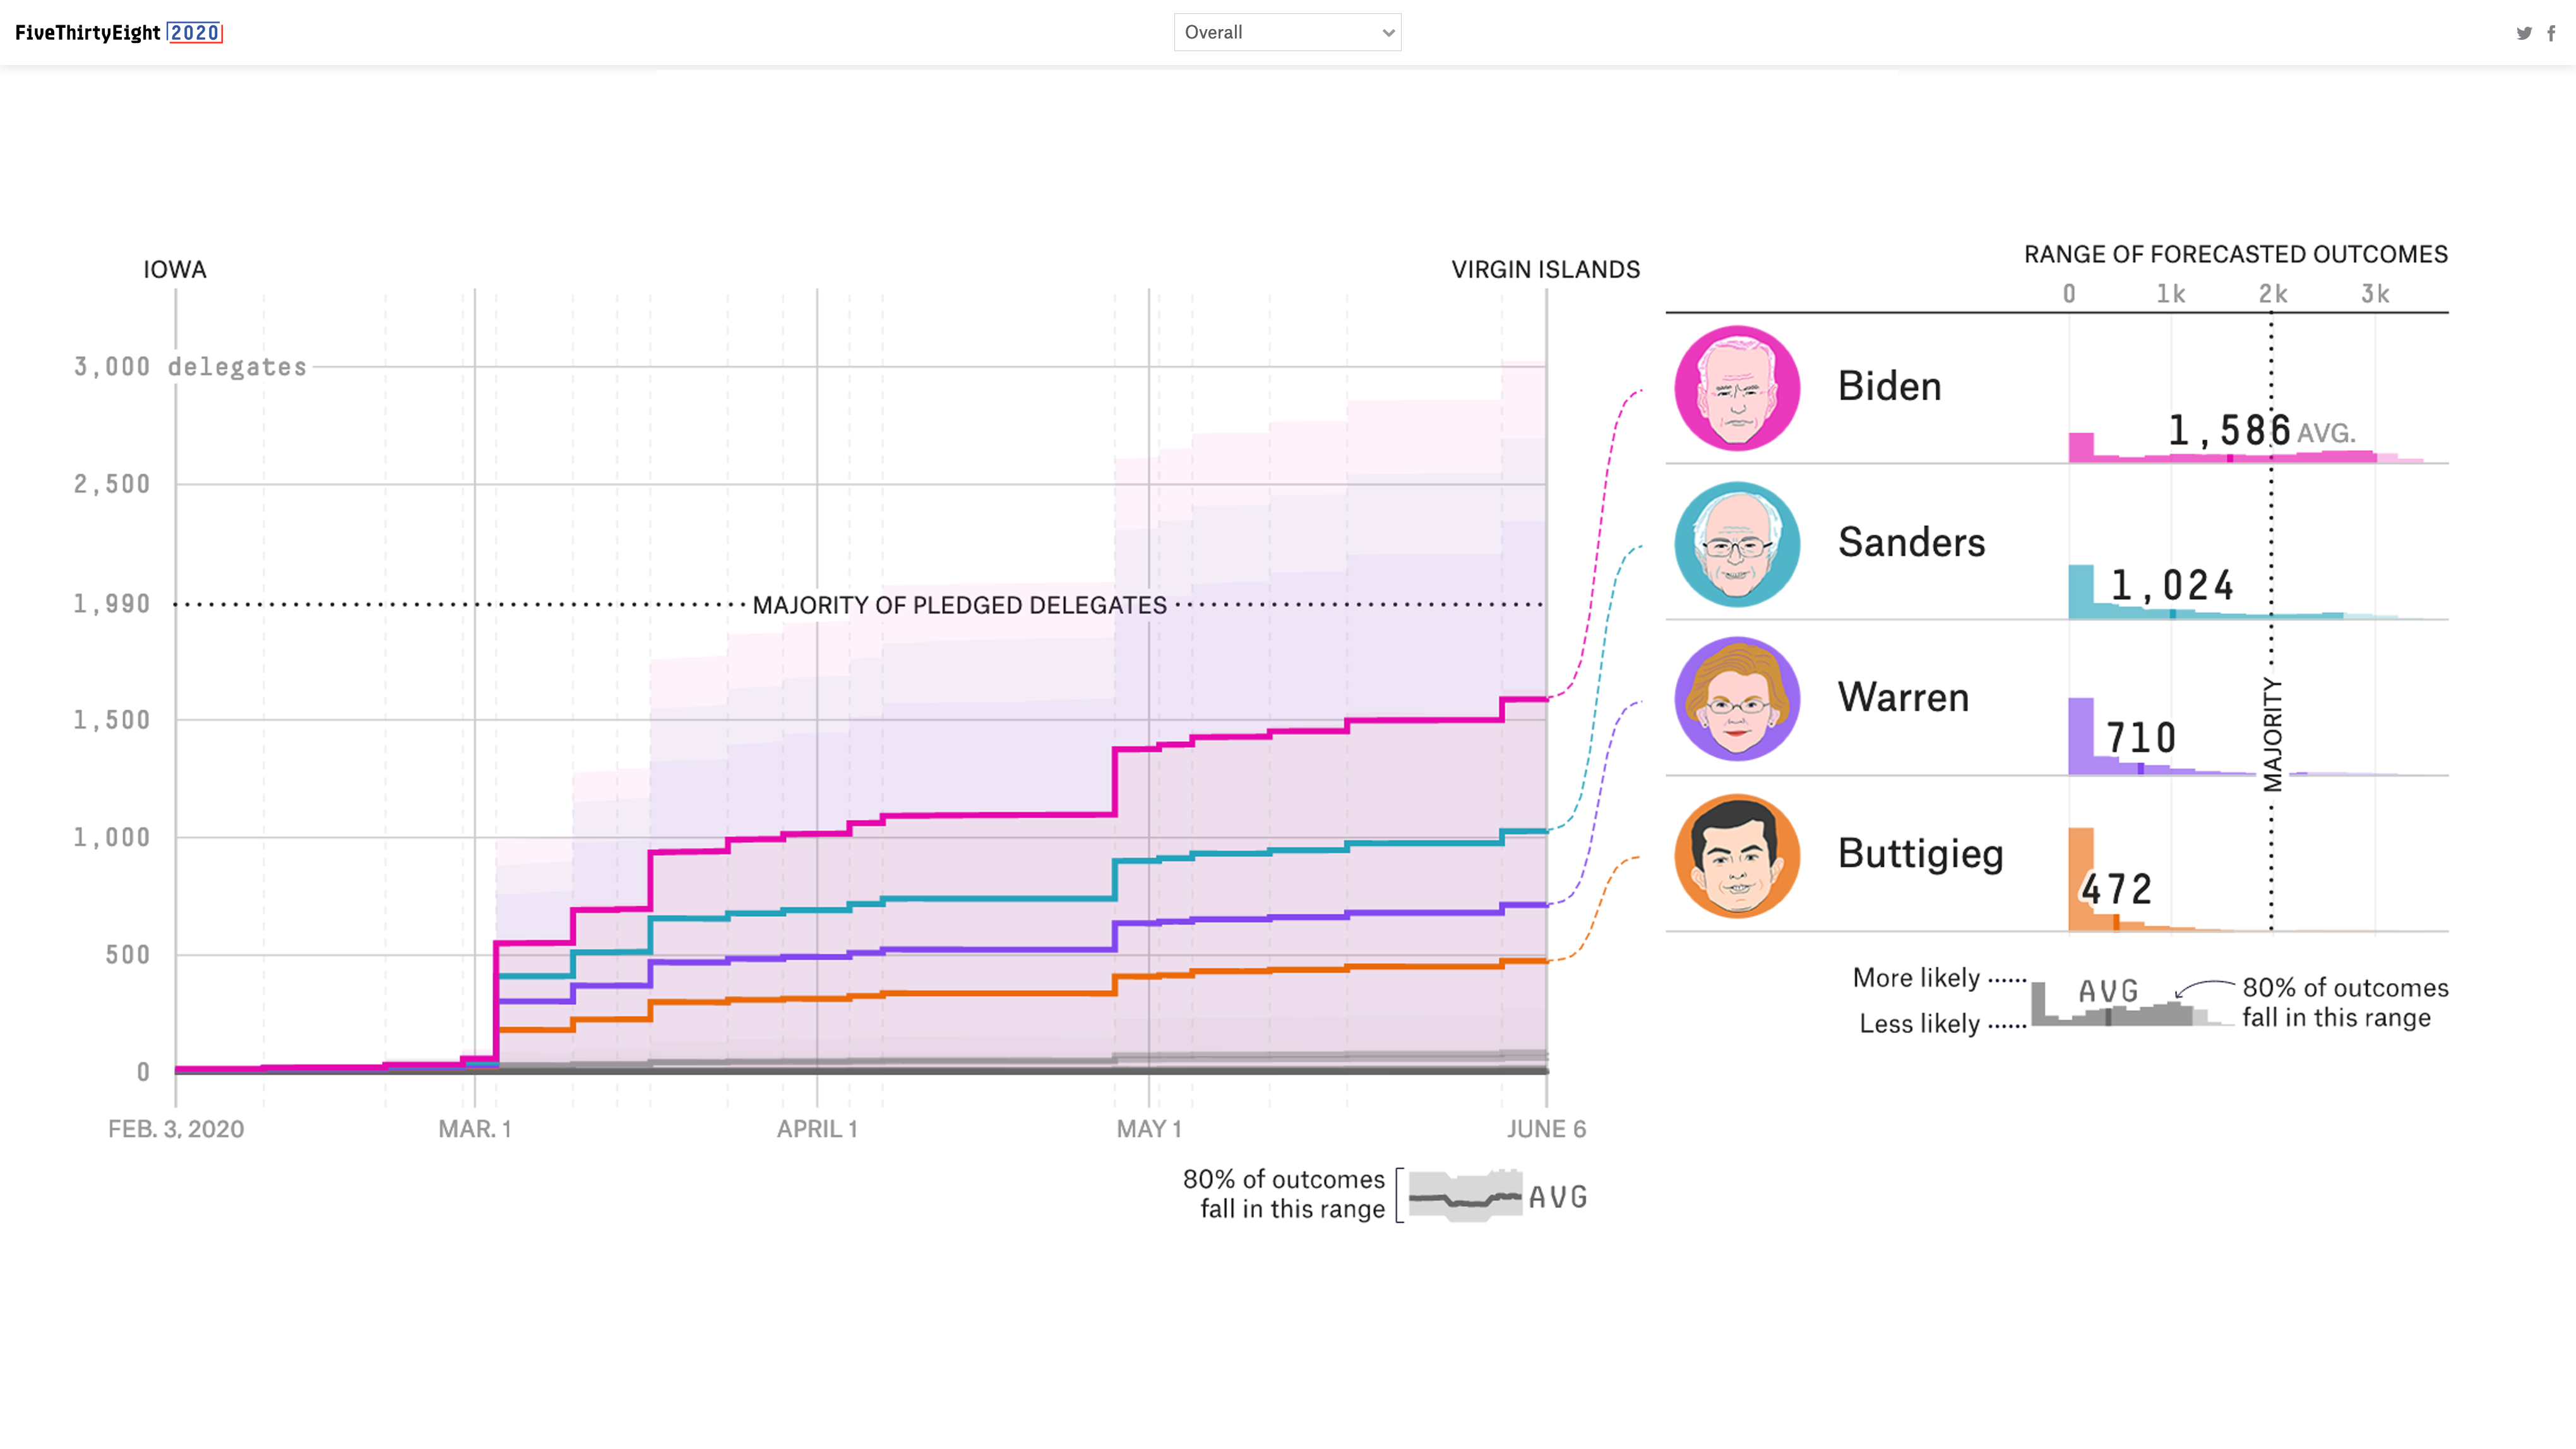 FiveThirtyEight 2020
Overall
IOWA
VIRGIN ISLANDS
3,000 delegates
2,500
1,990
MAJORITY OF PLEDGED DELEGATES
1,500
1,000
500
0
FEB. 3, 2020
MAR. 1
APRIL 1
MAY 1
JUNE 6
80% of outcomes
fall in this range
AVG
RANGE OF FORECASTED OUTCOMES
0 1k 2k 3k
Biden
1,586 AVG.
Sanders
1,024
Warren
710
MAJORITY
Buttigieg
472
More likely
Less likely
AVG
80% of outcomes
fall in this range